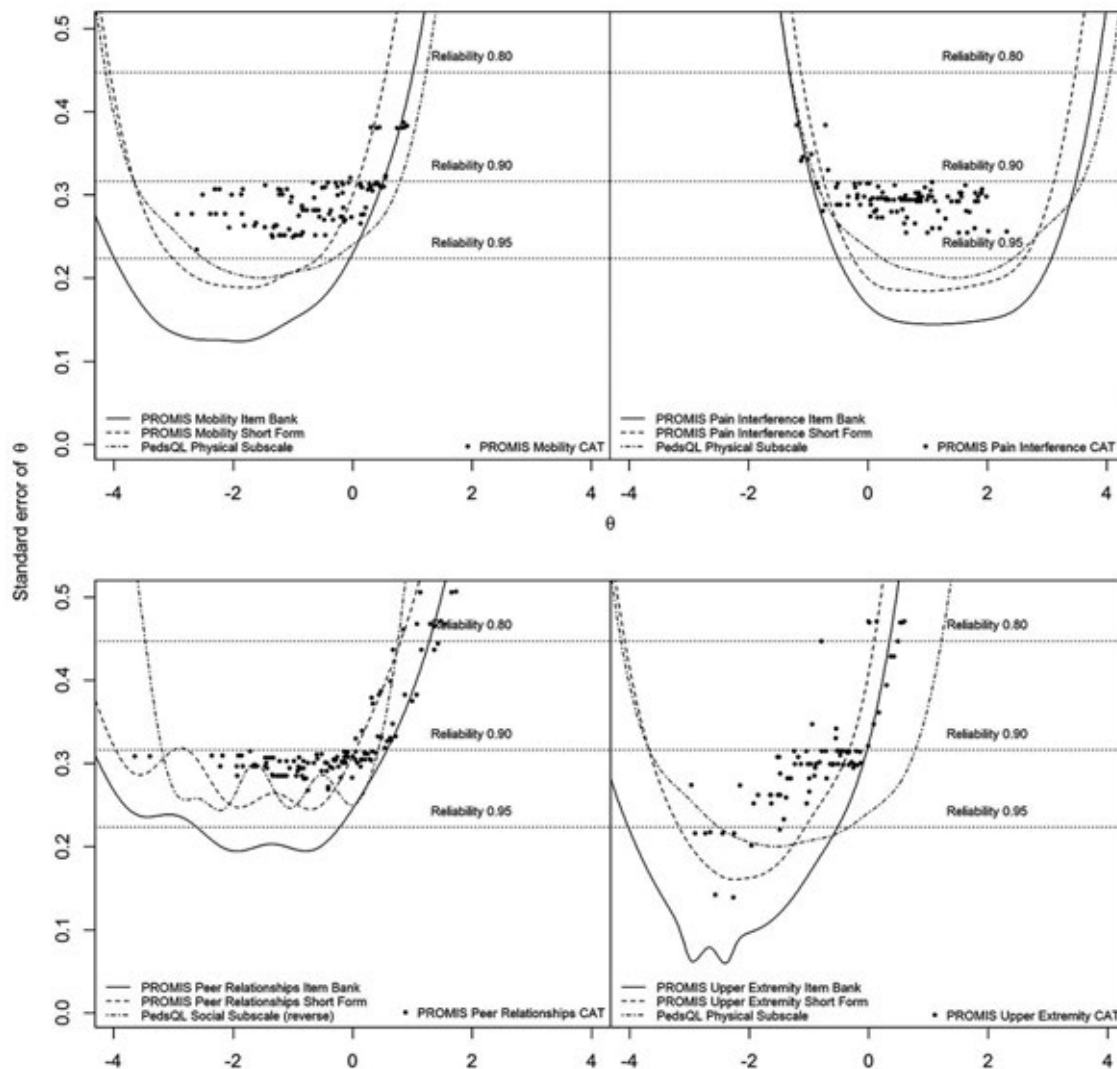 0.5
0.4
0.3
0.2
0.1
0.0
Reliability 0.80
Reliability 0.90
Reliability 0.95
PROMIS Mobility Item Bank
PROMIS Mobility Short Form
PedsQL Physical Subscale
PROMIS Mobility CAT
-4 -2 0 2 4
Reliability 0.80
Reliability 0.90
Reliability 0.95
PROMIS Pain Interference Item Bank
PROMIS Pain Interference Short Form
PedsQL Physical Subscale
PROMIS Pain Interference CAT
-4 -2 0 2 4
θ
Standard error of θ
0.5
0.4
0.3
0.2
0.1
0.0
Reliability 0.80
Reliability 0.90
Reliability 0.95
PROMIS Peer Relationships Item Bank
PROMIS Peer Relationships Short Form
PedsQL Social Subscale (reverse)
PROMIS Peer Relationships CAT
-4 -2 0 2 4
Reliability 0.80
Reliability 0.90
Reliability 0.95
PROMIS Upper Extremity Item Bank
PROMIS Upper Extremity Short Form
PedsQL Physical Subscale
PROMIS Upper Extremity CAT
-4 -2 0 2 4